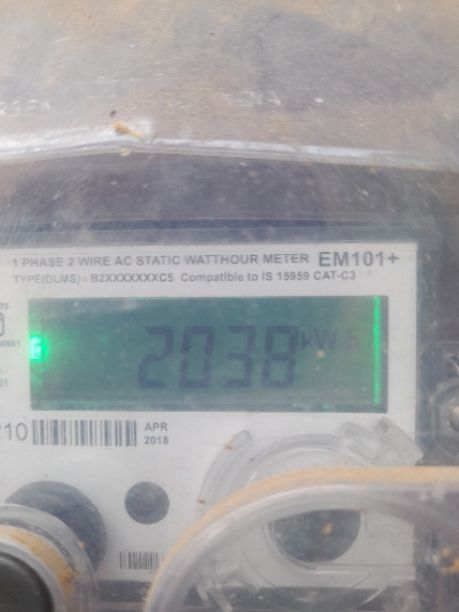 1 PHASE 2 WIRE AC STATIC WATTHOUR METER EM101+
TYPE(DLMS): B2XXXXXXXC5 Compatible to IS 15959 CAT-C3
2038 kWh
210
APR
2018